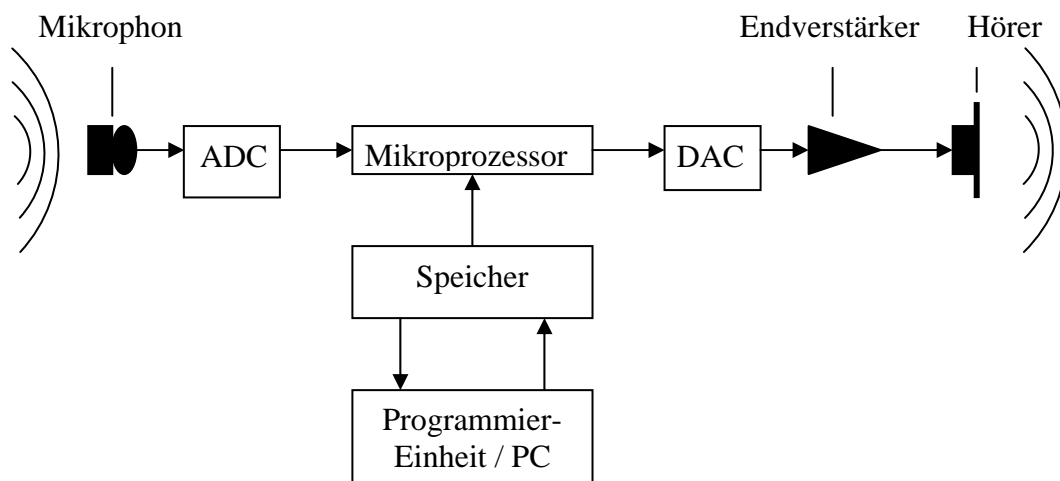 Mikrophon
Endverstärker
Hörer
ADC
Mikroprozessor
DAC
Speicher
Programmier-
Einheit / PC